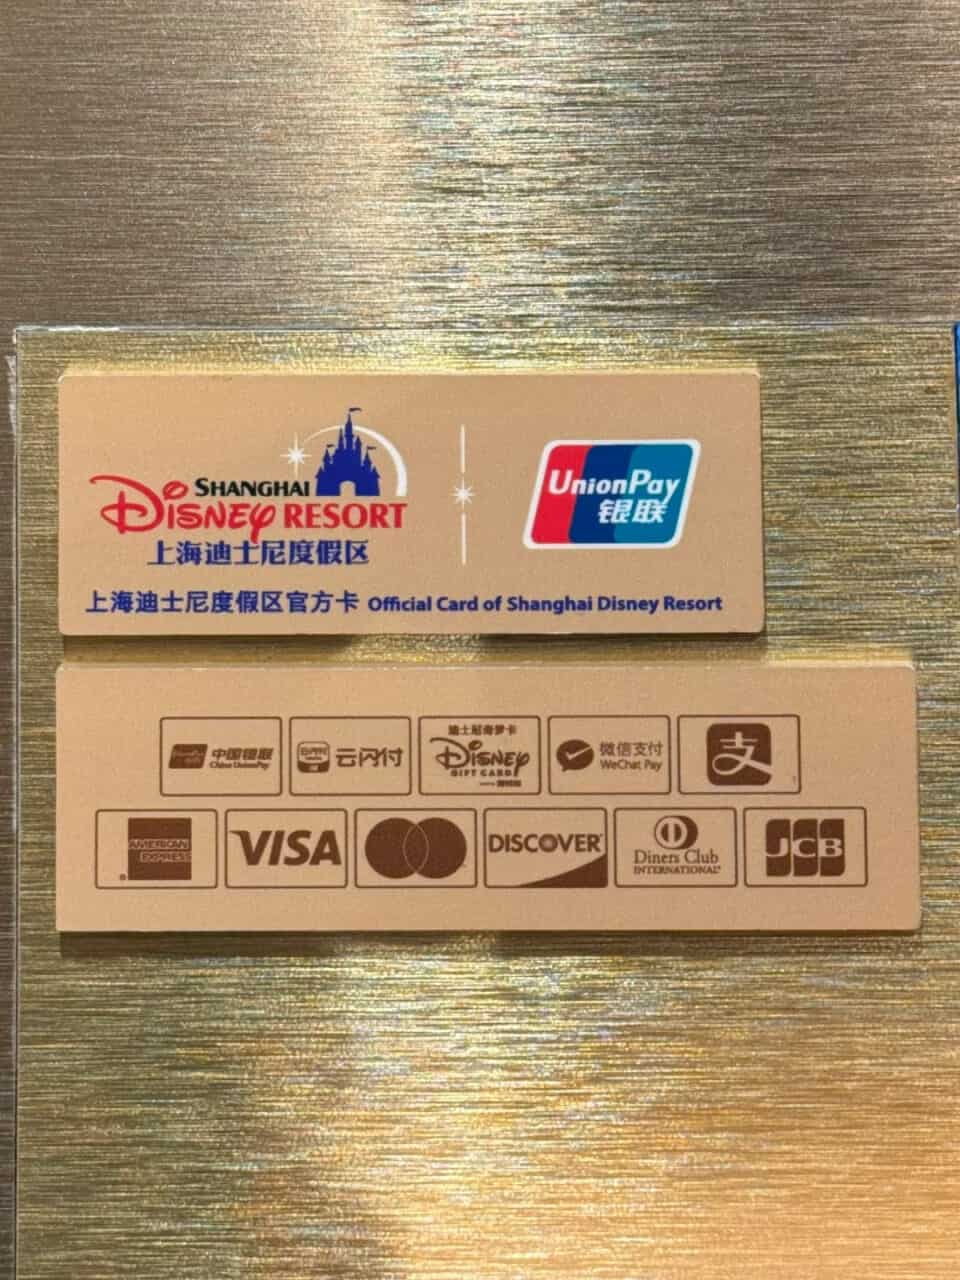 SHANGHAI
DISNEY RESORT
上海迪士尼度假区
UnionPay
银联
上海迪士尼度假区官方卡 Official Card of Shanghai Disney Resort
中国银联
China UnionPay
云闪付
迪士尼奇梦卡
DISNEY
GIFT CARD
微信支付
WeChat Pay
支
AMERICAN
EXPRESS
VISA
DISCOVER
Diners Club
INTERNATIONAL
JCB